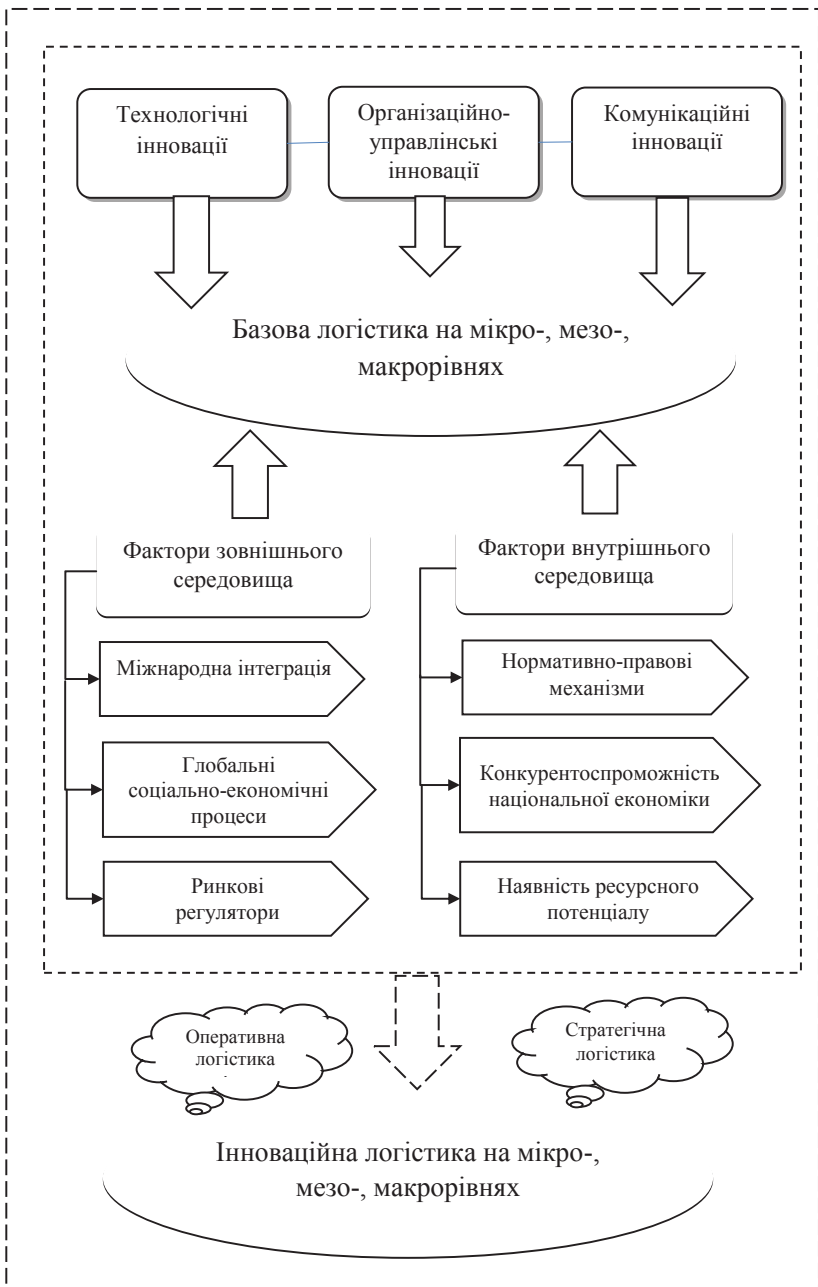 Технологічні
інновації
Організаційно-
управлінські
інновації
Комунікаційні
інновації
Базова логістика на мікро-, мезо-,
макрорівнях
Фактори зовнішнього
середовища
Фактори внутрішнього
середовища
Міжнародна інтеграція
Нормативно-правові
механізми
Глобальні
соціально-економічні
процеси
Конкурентоспроможність
національної економіки
Ринкові
регулятори
Наявність ресурсного
потенціалу
Оперативна
логістика
Стратегічна
логістика
Інноваційна логістика на мікро-,
мезо-, макрорівнях